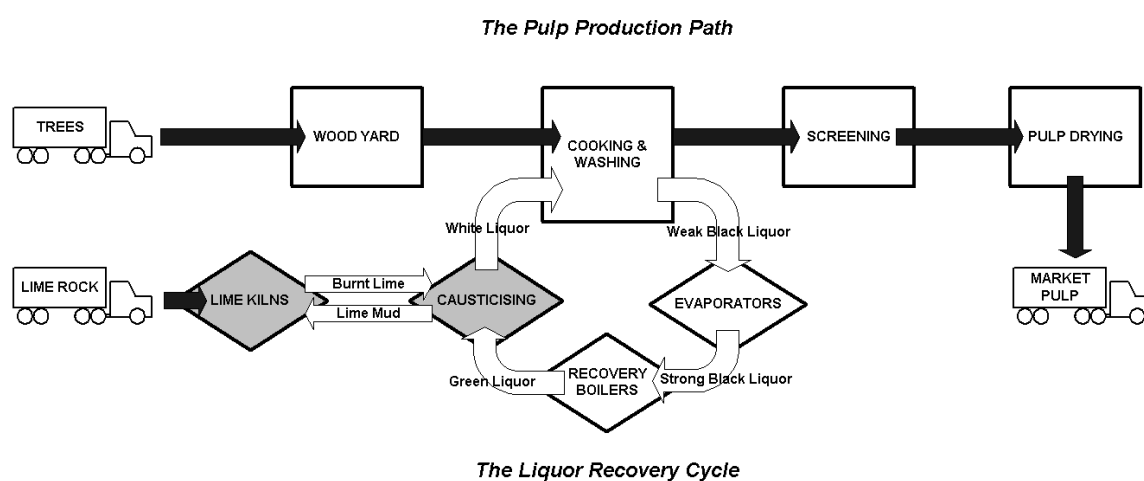 The Pulp Production Path
TREES
WOOD YARD
COOKING &
WASHING
SCREENING
PULP DRYING
White Liquor
Weak Black Liquor
LIME ROCK
LIME KILNS
Burnt Lime
Lime Mud
CAUSTICISING
EVAPORATORS
MARKET
PULP
Green Liquor
RECOVERY
BOILERS
Strong Black Liquor
The Liquor Recovery Cycle